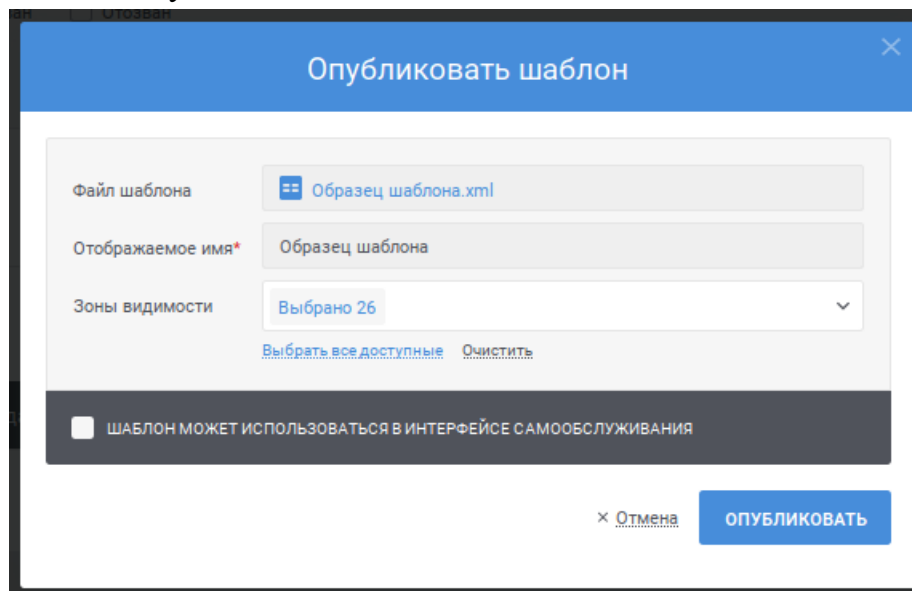 Отозван
Опубликовать шаблон
Файл шаблона
Образец шаблона.xml
Отображаемое имя*
Образец шаблона
Зоны видимости
Выбрано 26
Выбрать все доступные Очистить
ШАБЛОН МОЖЕТ ИСПОЛЬЗОВАТЬСЯ В ИНТЕРФЕЙСЕ САМООБСЛУЖИВАНИЯ
× Отмена
ОПУБЛИКОВАТЬ